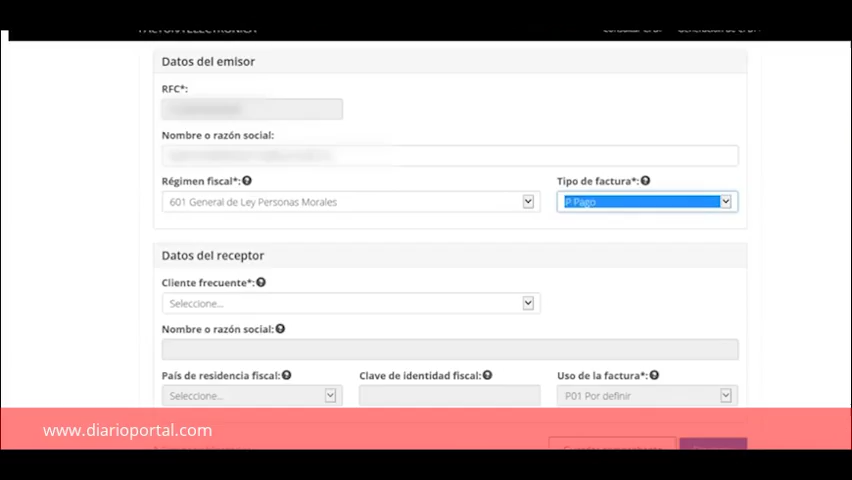 Datos del emisor
RFC*:
Nombre o razón social:
Régimen fiscal*: Tipo de factura*:
601 General de Ley Personas Morales P Pago
Datos del receptor
Cliente frecuente*:
Seleccione...
Nombre o razón social:
País de residencia fiscal: Clave de identidad fiscal: Uso de la factura*:
Seleccione... P01 Por definir
www.diarioportal.com